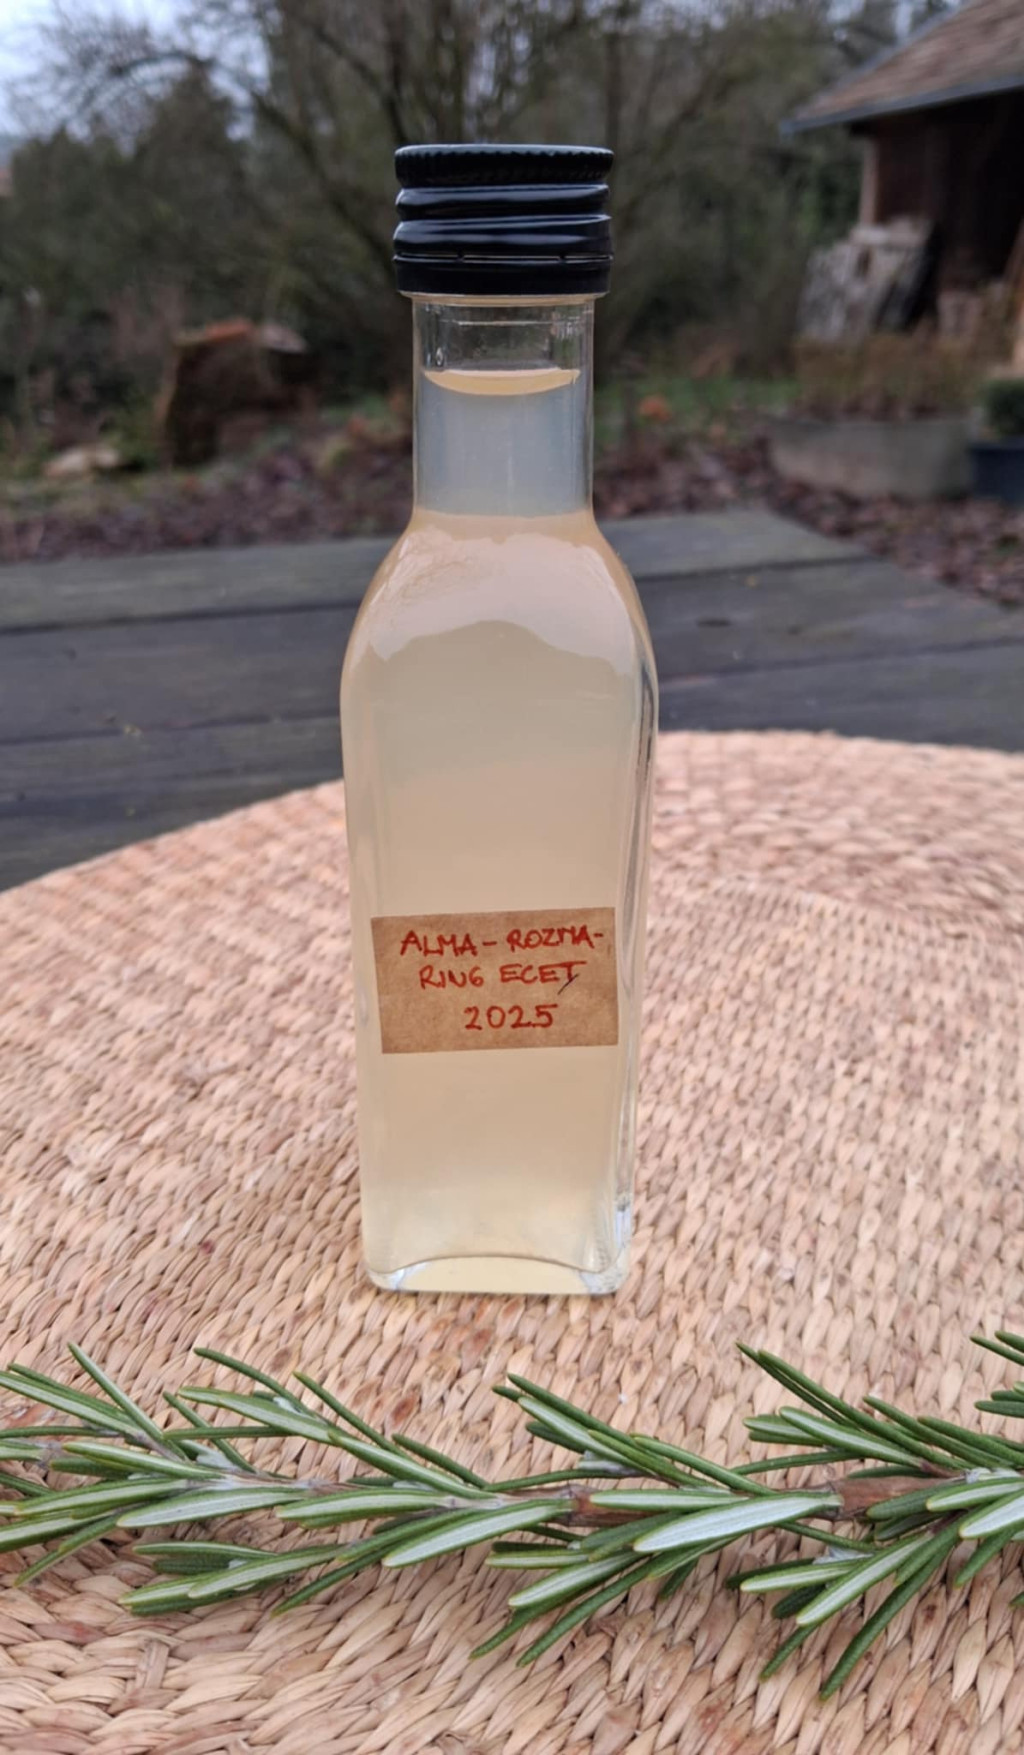 ALMA - ROZMA-
RING ECET
2025